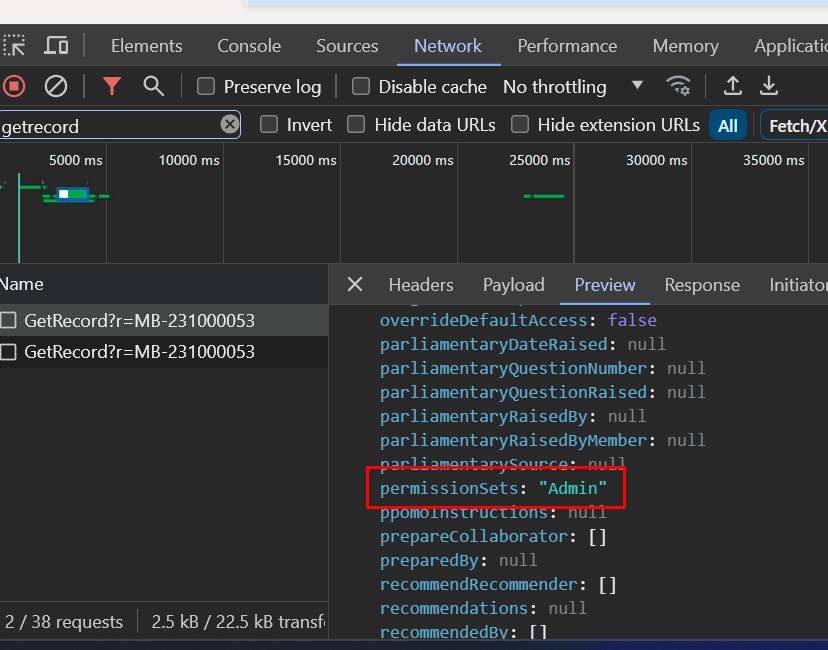 Elements Console Sources Network Performance Memory Applicatio
Preserve log Disable cache No throttling
getrecord Invert Hide data URLs Hide extension URLs All Fetch/X
5000 ms 10000 ms 15000 ms 20000 ms 25000 ms 30000 ms 35000 ms
Name
Headers Payload Preview Response Initiator
GetRecord?r=MB-231000053
GetRecord?r=MB-231000053
overrideDefaultAccess: false
parliamentaryDateRaised: null
parliamentaryQuestionNumber: null
parliamentaryQuestionRaised: null
parliamentaryRaisedBy: null
parliamentaryRaisedByMember: null
parliamentarySource: null
permissionSets: "Admin"
ppomoInstructions: null
prepareCollaborator: []
preparedBy: null
recommendRecommender: []
recommendations: null
recommendedBy: []
2 / 38 requests 2.5 kB / 22.5 kB transf